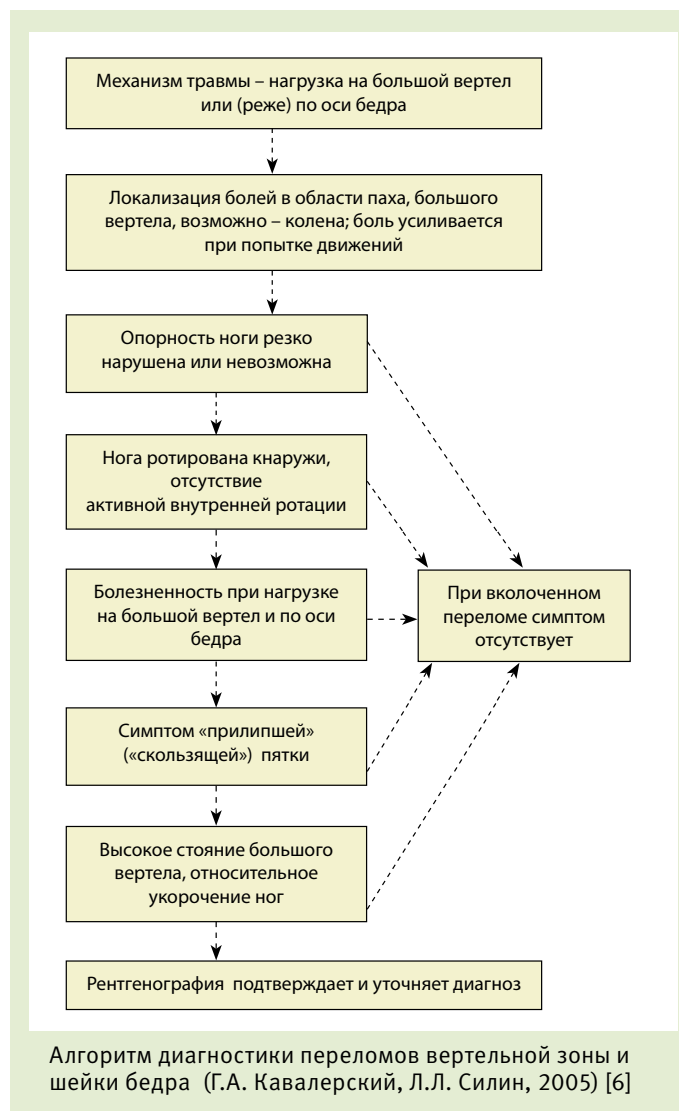 Механизм травмы – нагрузка на большой вертел
или (реже) по оси бедра
Локализация болей в области паха, большого
вертела, возможно – колена; боль усиливается
при попытке движений
Опорность ноги резко
нарушена или невозможна
Нога ротирована кнаружи,
отсутствие
активной внутренней ротации
Болезненность при нагрузке
на большой вертел и по оси
бедра
При вколоченном
переломе симптом
отсутствует
Симптом «прилипшей»
(«скользящей») пятки
Высокое стояние большого
вертела, относительное
укорочение ног
Рентгенография подтверждает и уточняет диагноз
Алгоритм диагностики переломов вертельной зоны и
шейки бедра (Г.А. Кавалерский, Л.Л. Силин, 2005) [6]